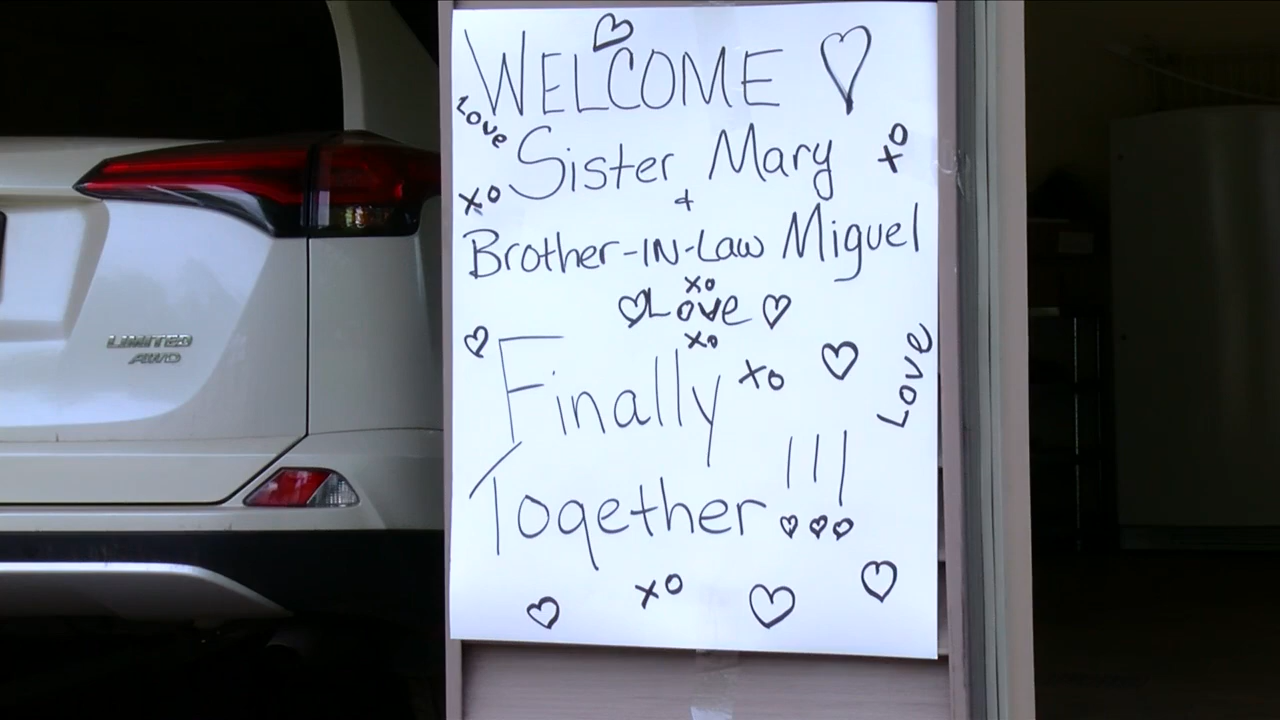 WELCOME
Love
Sister Mary
xo
xo
+
Brother-IN-Law Miguel
xo
Love
xo
Finally
xo
Love
Together!!!
xo
LIMITED
AWD